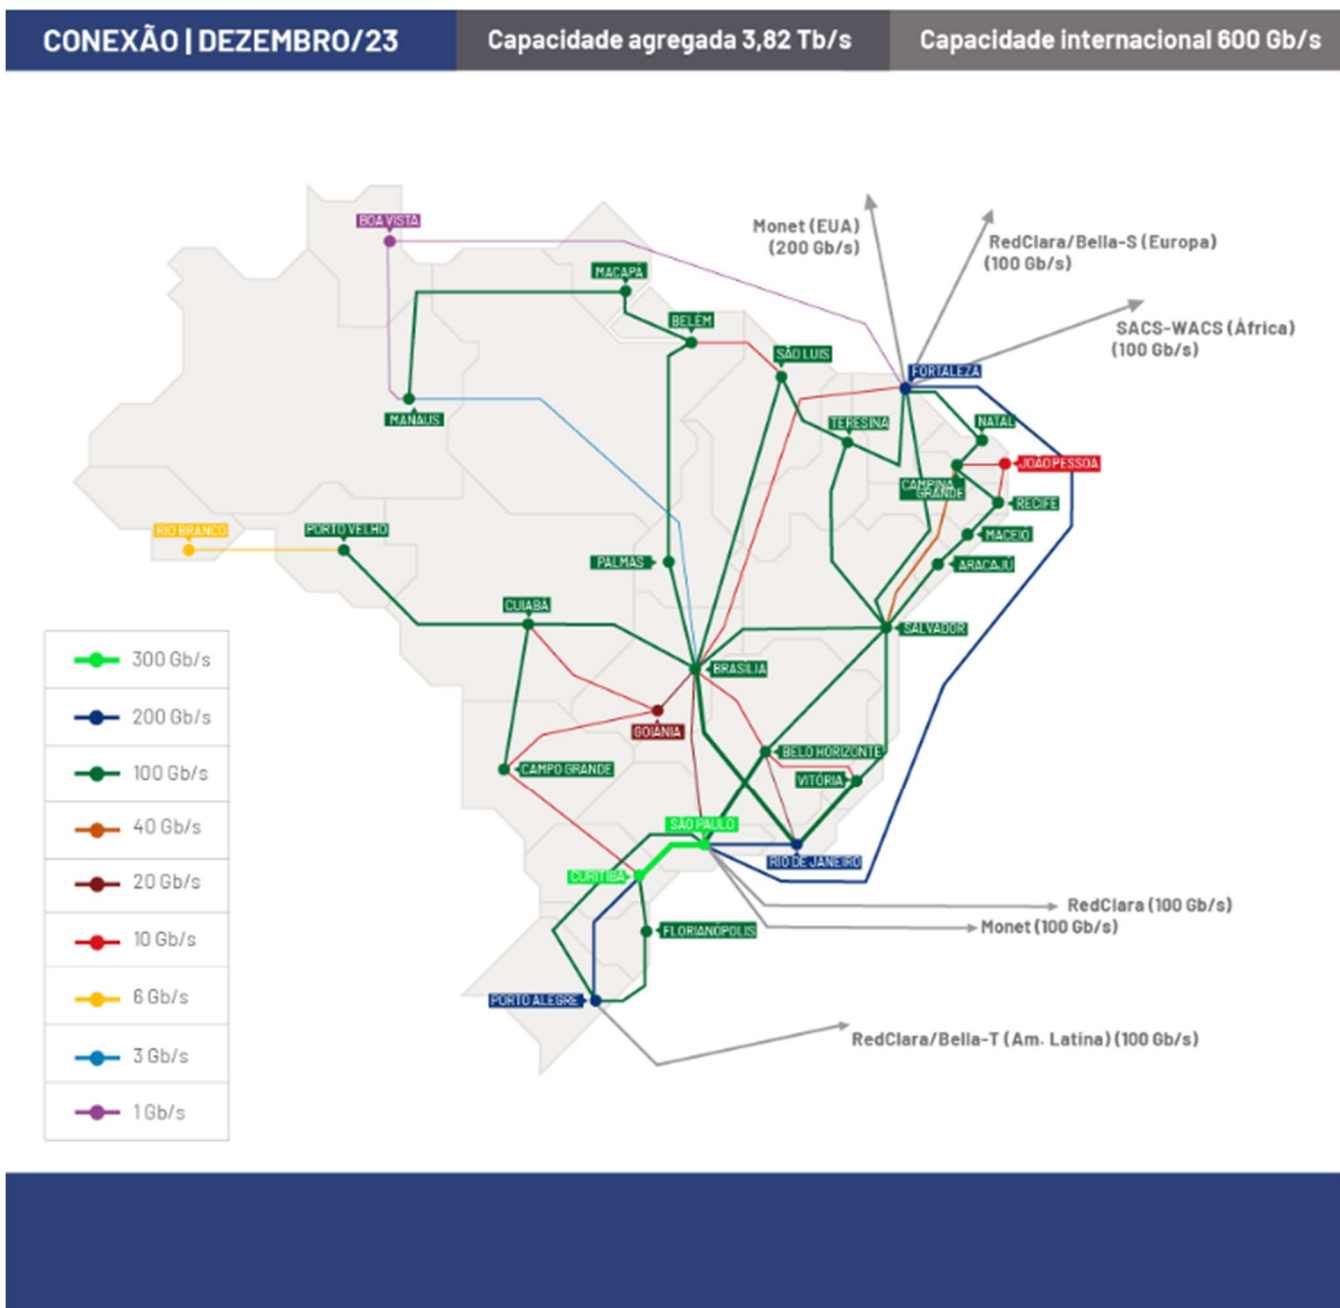 CONEXÃO | DEZEMBRO/23
Capacidade agregada 3,82 Tb/s
Capacidade internacional 600 Gb/s
BOA VISTA
Monet (EUA)
(200 Gb/s)
RedClara/Bella-S (Europa)
(100 Gb/s)
MACAPÁ
BELÉM
SACS-WACS (África)
(100 Gb/s)
SÃO LUIS
FORTALEZA
MANAUS
TERESINA
NATAL
JOÃO PESSOA
CAMPINA
GRANDE
RECIFE
RIO BRANCO
PORTO VELHO
MACEIO
PALMAS
ARACAJÚ
CUIABÁ
SALVADOR
BRASÍLIA
GOIÂNIA
BELO HORIZONTE
CAMPO GRANDE
VITÓRIA
SÃO PAULO
RIO DE JANEIRO
CURITIBA
RedClara (100 Gb/s)
Monet (100 Gb/s)
FLORIANÓPOLIS
PORTO ALEGRE
RedClara/Bella-T (Am. Latina) (100 Gb/s)
300 Gb/s
200 Gb/s
100 Gb/s
40 Gb/s
20 Gb/s
10 Gb/s
6 Gb/s
3 Gb/s
1 Gb/s